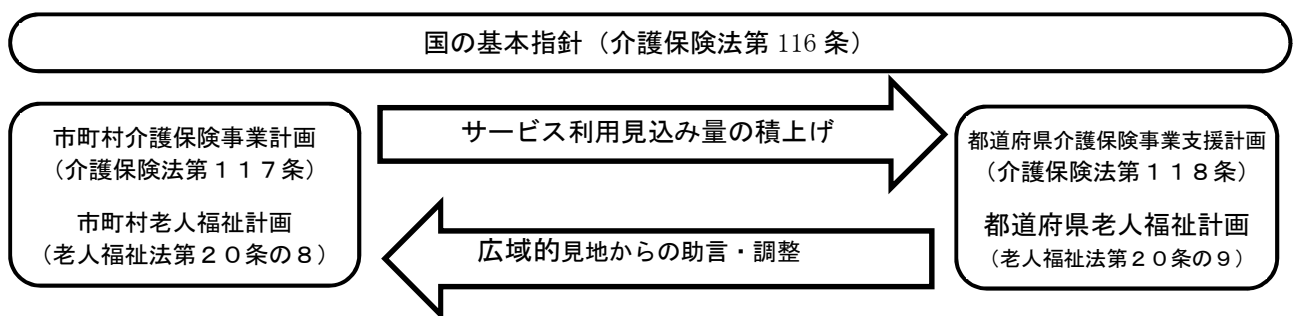 国の基本指針（介護保険法第116条）
市町村介護保険事業計画
（介護保険法第１１７条）
市町村老人福祉計画
（老人福祉法第２０条の８）
サービス利用見込み量の積上げ
広域的見地からの助言・調整
都道府県介護保険事業支援計画
（介護保険法第１１８条）
都道府県老人福祉計画
（老人福祉法第２０条の９）